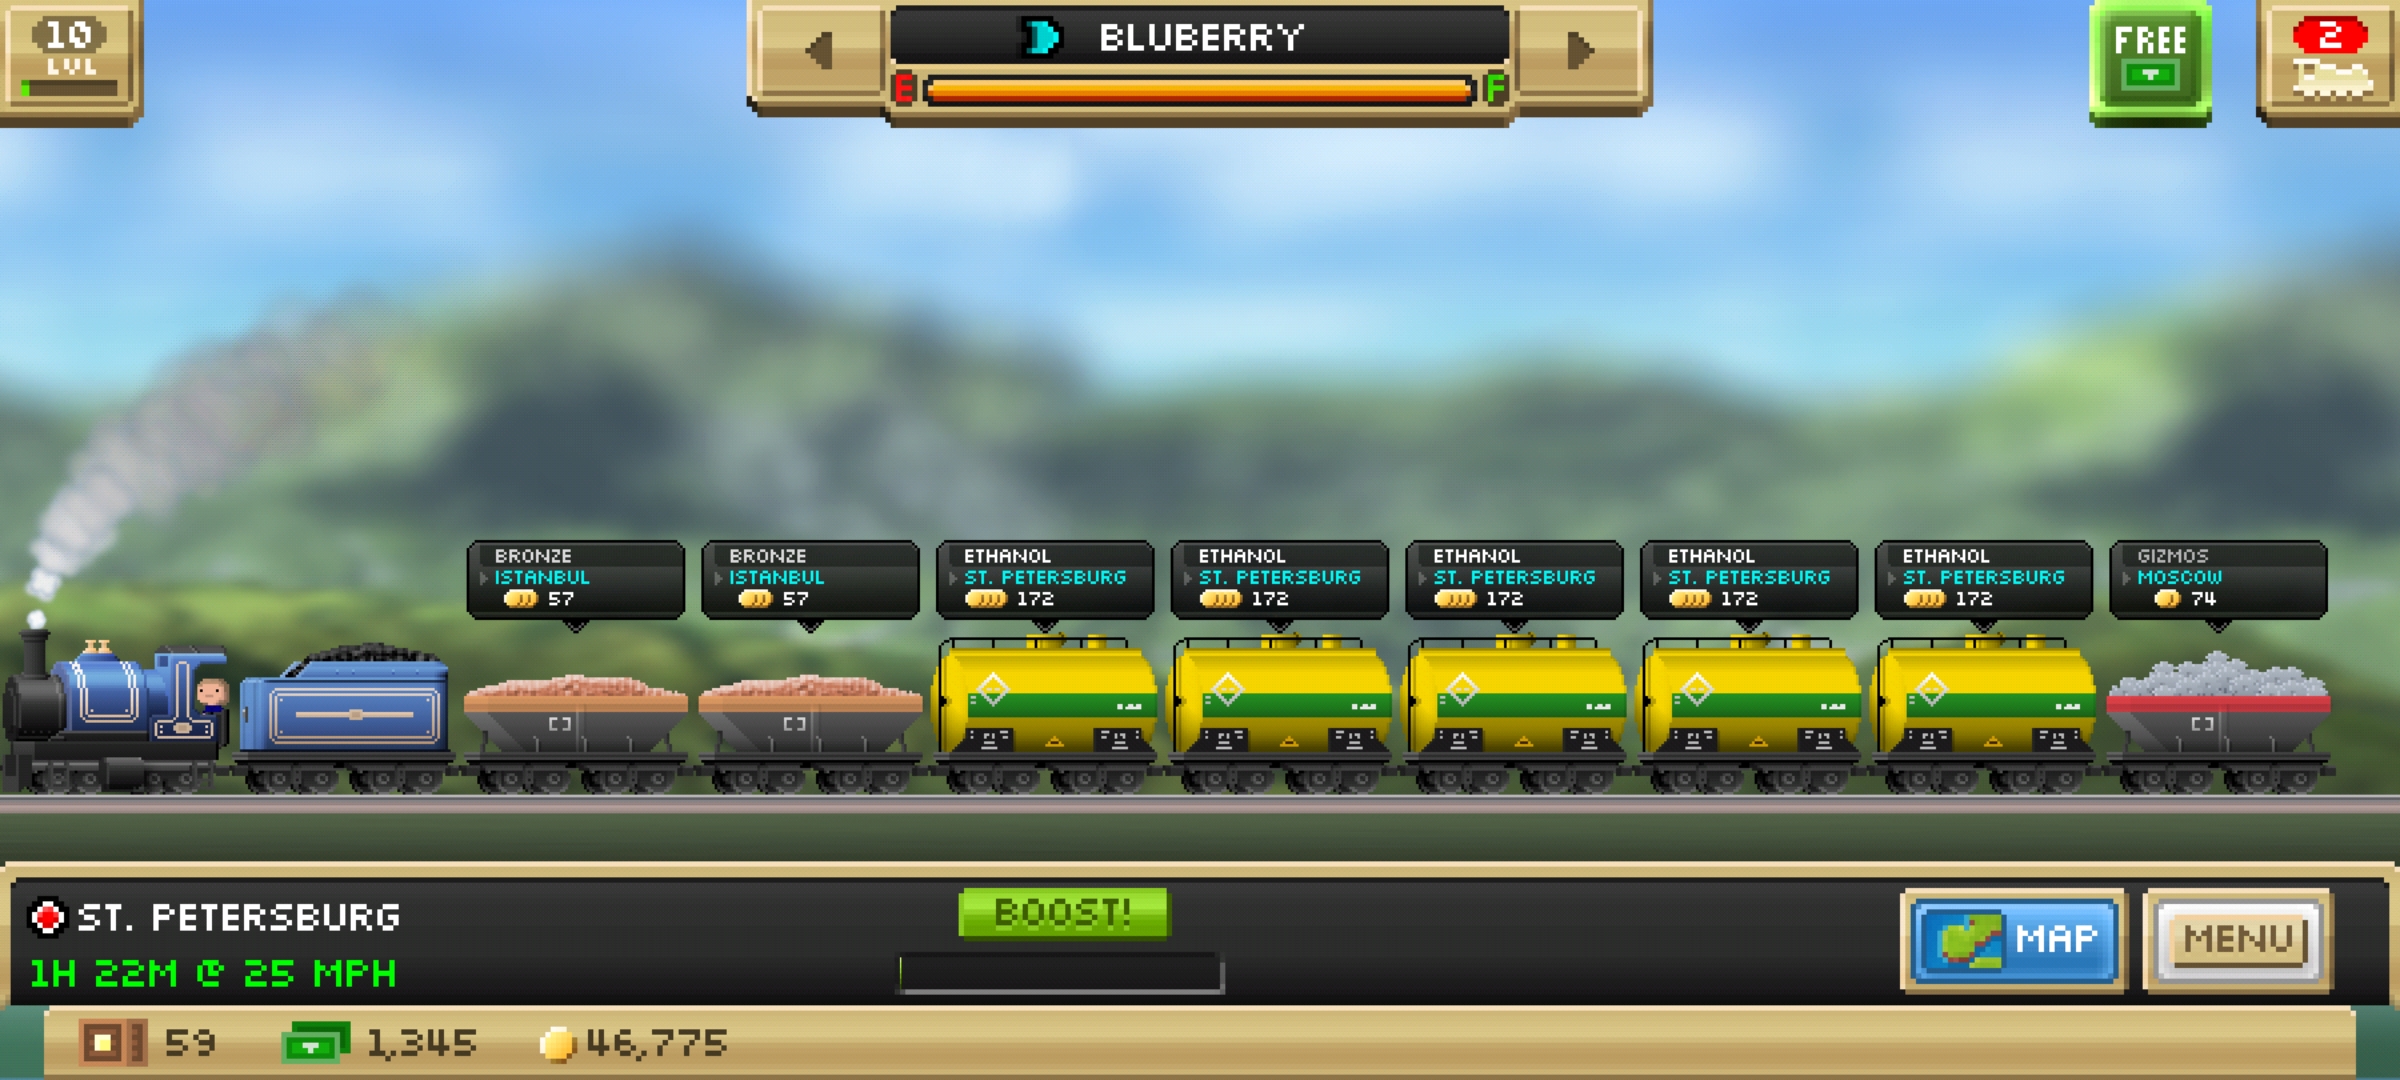 10
LVL
BLUBERRY
E F
FREE
2
BRONZE
ISTANBUL
57
BRONZE
ISTANBUL
57
ETHANOL
ST. PETERSBURG
172
ETHANOL
ST. PETERSBURG
172
ETHANOL
ST. PETERSBURG
172
ETHANOL
ST. PETERSBURG
172
ETHANOL
ST. PETERSBURG
172
GIZMOS
MOSCOW
74
ST. PETERSBURG
1H 22M @ 25 MPH
BOOST!
MAP
MENU
59
1,345
46,775